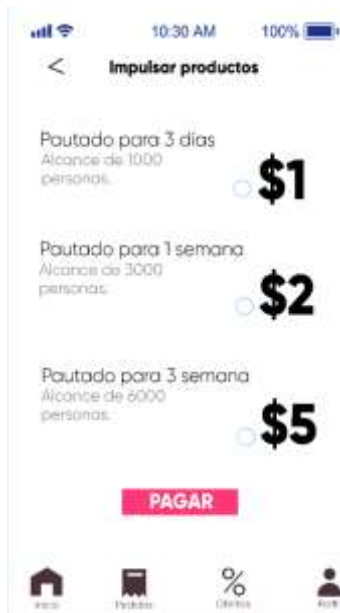 10:30 AM 100%
< Impulsar productos
Pautado para 3 días
Alcance de 1000
personas.
$1
Pautado para 1 semana
Alcance de 3000
personas.
$2
Pautado para 3 semana
Alcance de 6000
personas.
$5
PAGAR
Inicio Pedidos Ofertas Perfil